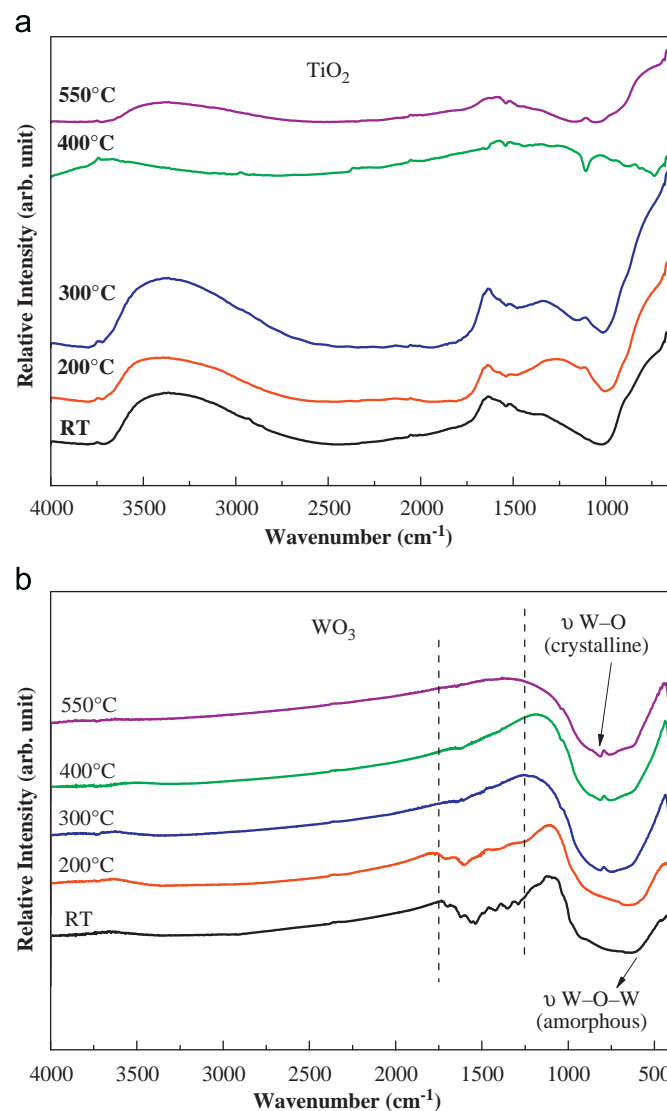 a
TiO2
550°C
400°C
300°C
200°C
RT
Relative Intensity (arb. unit)
4000 3500 3000 2500 2000 1500 1000
Wavenumber (cm-1)
b
WO3
υ W–O
(crystalline)
550°C
400°C
300°C
200°C
RT
υ W–O–W
(amorphous)
Relative Intensity (arb. unit)
4000 3500 3000 2500 2000 1500 1000 500
Wavenumber (cm-1)